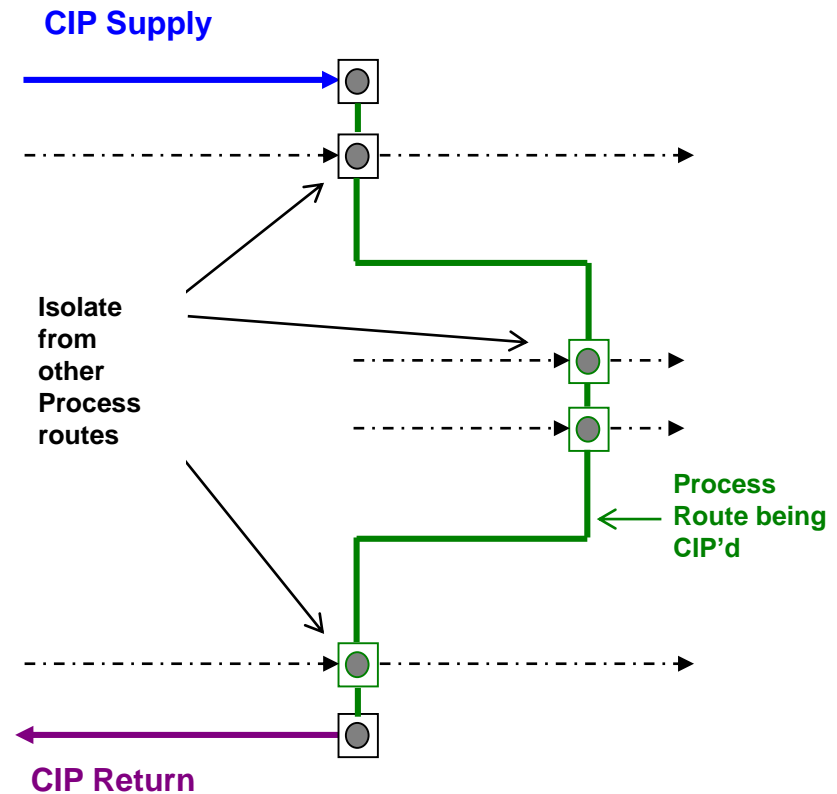 CIP Supply
Isolate
from
other
Process
routes
Process
Route being
CIP’d
CIP Return